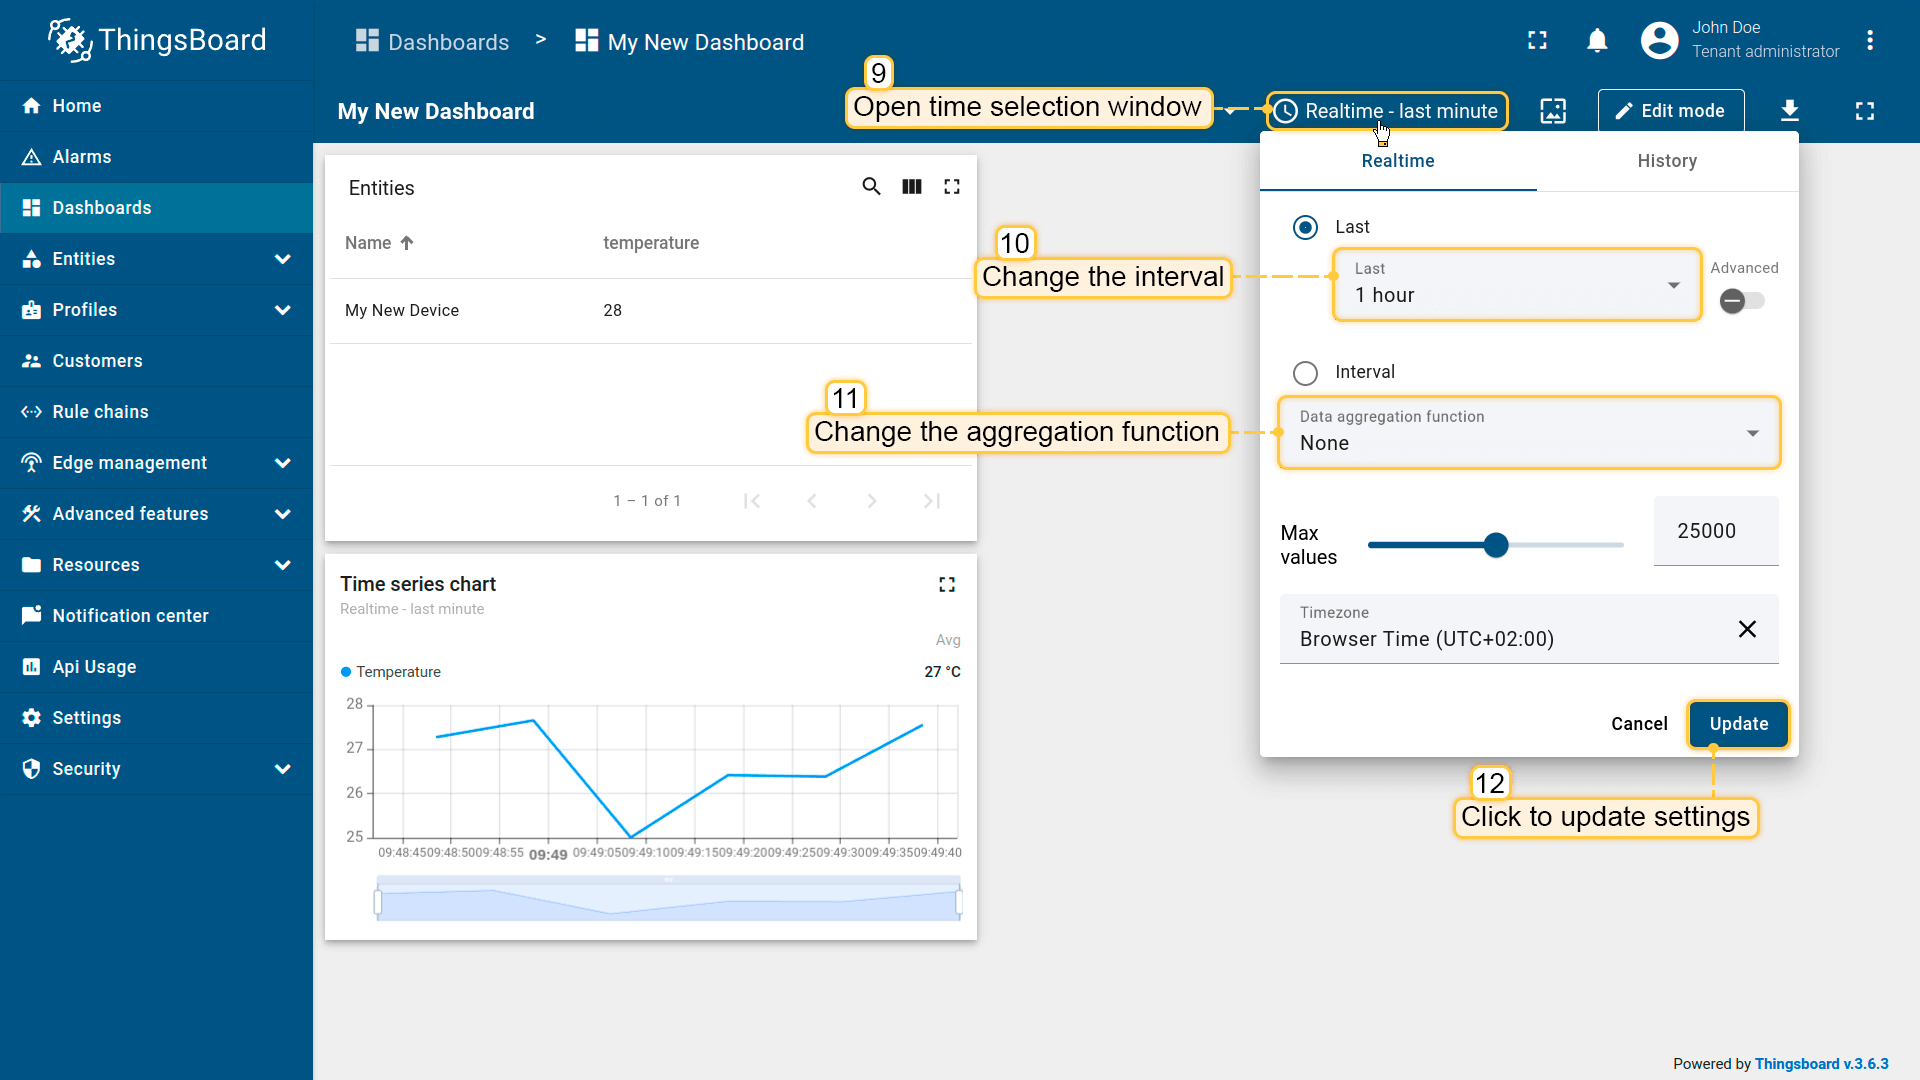 ThingsBoard
Dashboards > My New Dashboard
John Doe
Tenant administrator
Home
Alarms
Dashboards
Entities
Profiles
Customers
Rule chains
Edge management
Advanced features
Resources
Notification center
Api Usage
Settings
Security
My New Dashboard
9
Open time selection window
Realtime - last minute
Edit mode
Entities
Name temperature
My New Device 28
1 – 1 of 1
Time series chart
Realtime - last minute
Avg
Temperature 27 °C
28
27
26
25
09:48:45 09:48:50 09:48:55 09:49 09:49:05 09:49:10 09:49:15 09:49:20 09:49:25 09:49:30 09:49:35 09:49:40
Realtime History
Last
10
Change the interval
Last
1 hour
Advanced
Interval
11
Change the aggregation function
Data aggregation function
None
Max
values
25000
Timezone
Browser Time (UTC+02:00)
Cancel Update
12
Click to update settings
Powered by Thingsboard v.3.6.3